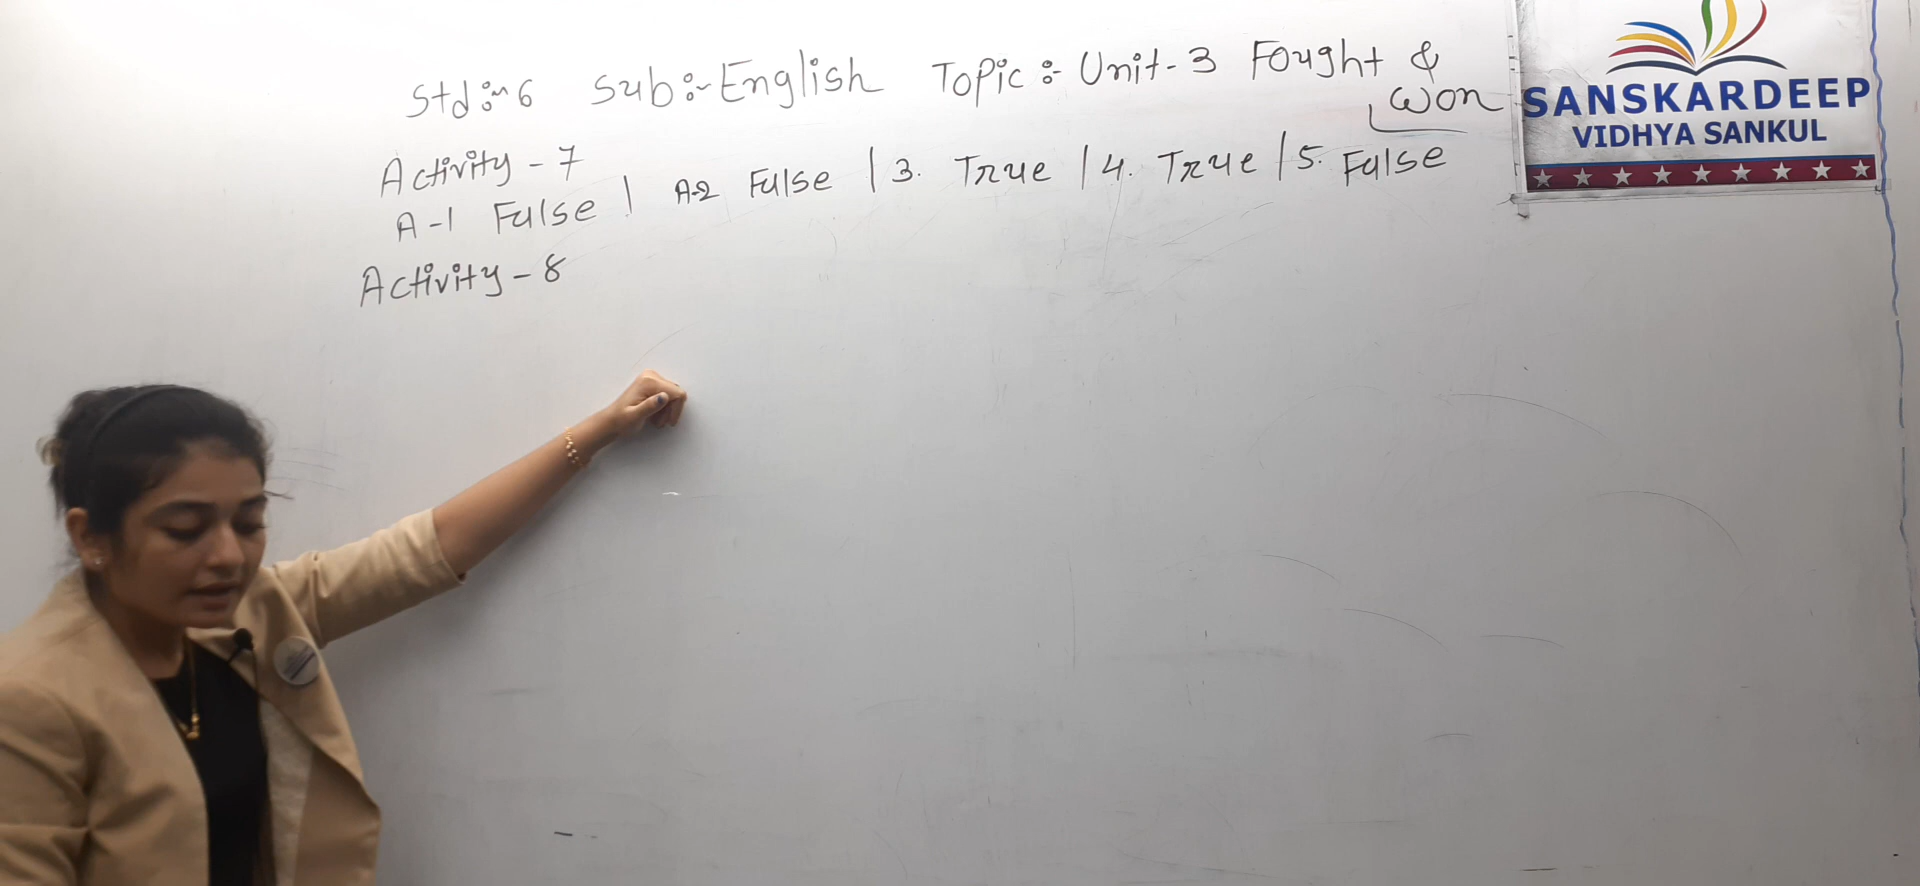 Std :- 6 Sub :- English Topic :- Unit - 3 Fought &
won
Activity - 7
A-1 False | A-2 False | 3. True | 4. True | 5. False
Activity - 8
SANSKARDEEP
VIDHYA SANKUL